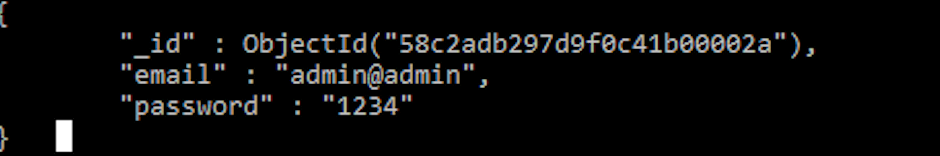 {
"_id" : ObjectId("58c2adb297d9f0c41b00002a"),
"email" : "admin@admin",
"password" : "1234"
}